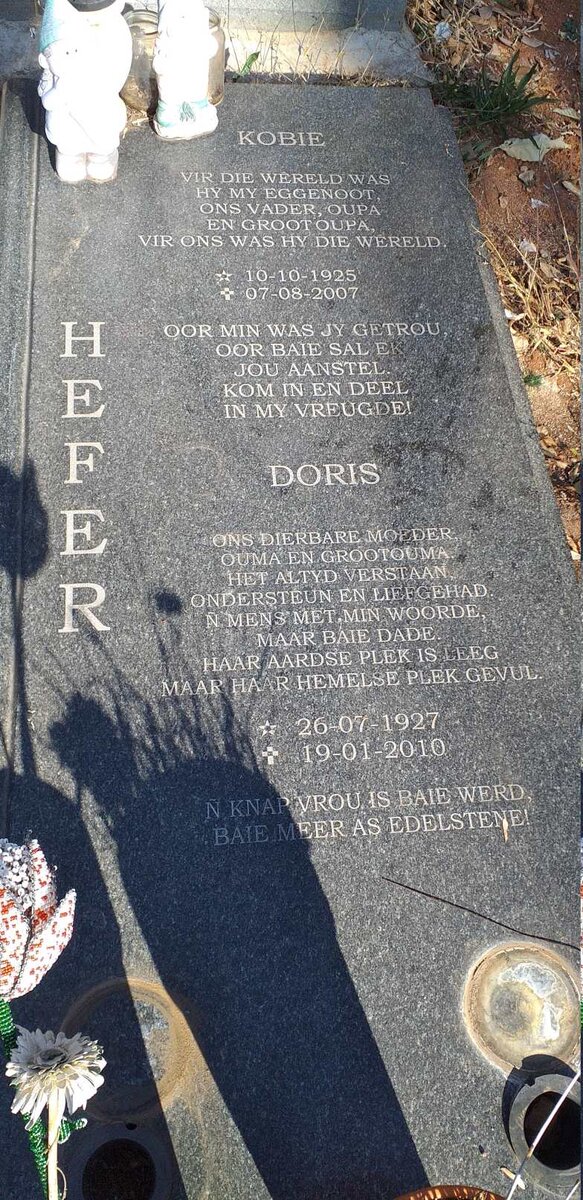 KOBIE
VIR DIE WERELD WAS
HY MY EGGENOOT,
ONS VADER, OUPA
EN GROOTOUPA,
VIR ONS WAS HY DIE WERELD.
☆ 10-10-1925
✞ 07-08-2007
OOR MIN WAS JY GETROU,
OOR BAIE SAL EK
JOU AANSTEL.
KOM IN EN DEEL
IN MY VREUGDE!
HEFER
DORIS
ONS DIERBARE MOEDER,
OUMA EN GROOTOUMA.
HET ALTYD VERSTAAN,
ONDERSTEUN EN LIEFGEHAD.
Ń MENS MET MIN WOORDE,
MAAR BAIE DADE.
HAAR AARDSE PLEK IS LEEG
MAAR HAAR HEMELSE PLEK GEVUL.
☆ 26-07-1927
✞ 19-01-2010
Ń KNAP VROU IS BAIE WERD,
BAIE MEER AS EDELSTENE!